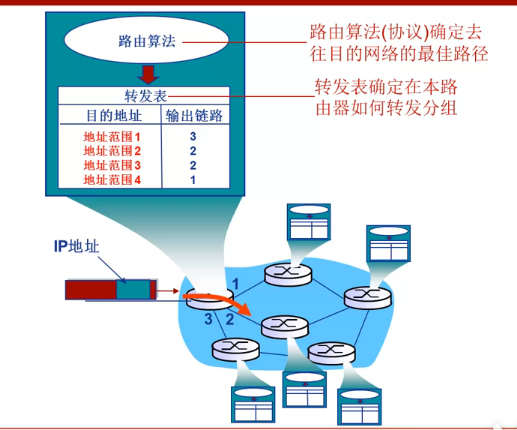 路由算法
路由算法(协议)确定去
往目的网络的最佳路径
转发表
转发表确定在本路
由器如何转发分组
目的地址 输出链路
地址范围1 3
地址范围2 2
地址范围3 2
地址范围4 1
IP地址
1
3 2